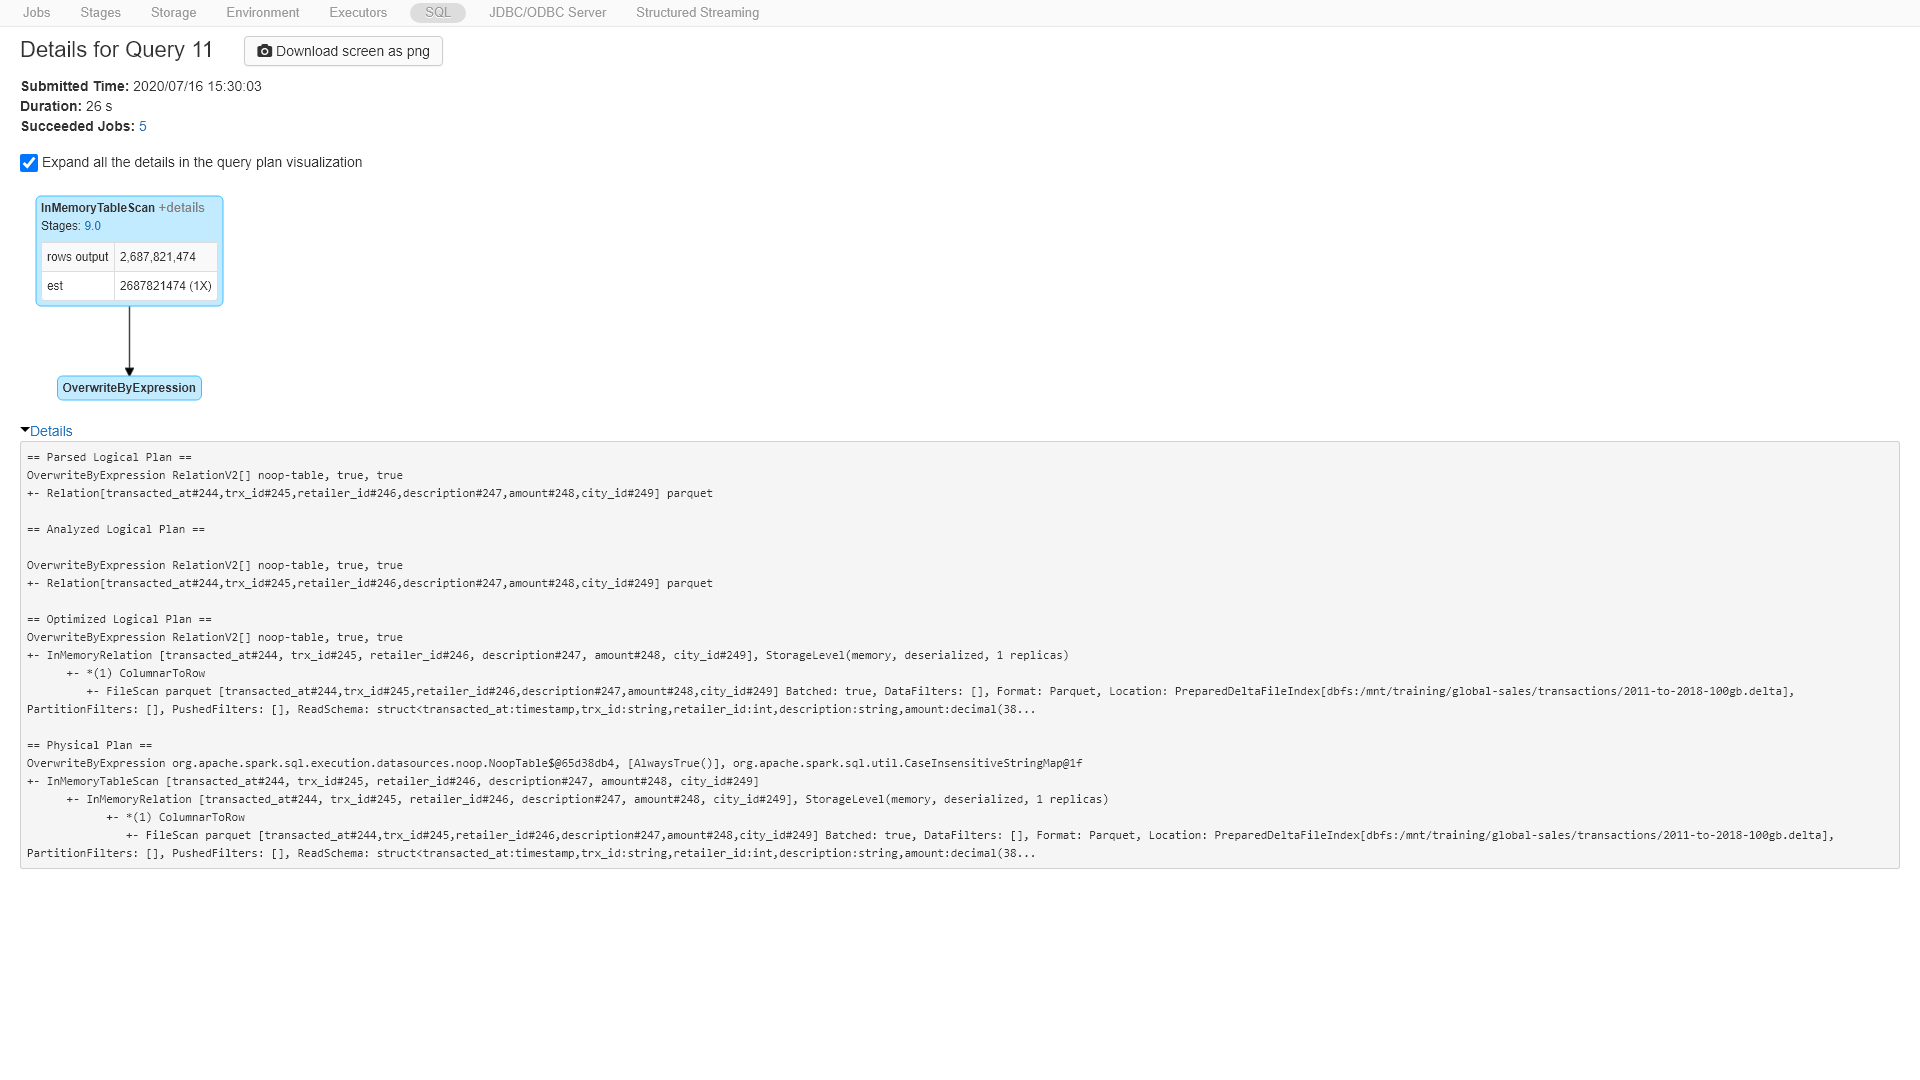 Jobs Stages Storage Environment Executors SQL JDBC/ODBC Server Structured Streaming
Details for Query 11 Download screen as png
Submitted Time: 2020/07/16 15:30:03
Duration: 26 s
Succeeded Jobs: 5
Expand all the details in the query plan visualization
InMemoryTableScan +details
Stages: 9.0
rows output 2,687,821,474
est 2687821474 (1X)
OverwriteByExpression
Details
== Parsed Logical Plan ==
OverwriteByExpression RelationV2[] noop-table, true, true
+- Relation[transacted_at#244,trx_id#245,retailer_id#246,description#247,amount#248,city_id#249] parquet
== Analyzed Logical Plan ==
OverwriteByExpression RelationV2[] noop-table, true, true
+- Relation[transacted_at#244,trx_id#245,retailer_id#246,description#247,amount#248,city_id#249] parquet
== Optimized Logical Plan ==
OverwriteByExpression RelationV2[] noop-table, true, true
+- InMemoryRelation [transacted_at#244, trx_id#245, retailer_id#246, description#247, amount#248, city_id#249], StorageLevel(memory, deserialized, 1 replicas)
+- *(1) ColumnarToRow
+- FileScan parquet [transacted_at#244,trx_id#245,retailer_id#246,description#247,amount#248,city_id#249] Batched: true, DataFilters: [], Format: Parquet, Location: PreparedDeltaFileIndex[dbfs:/mnt/training/global-sales/transactions/2011-to-2018-100gb.delta],
PartitionFilters: [], PushedFilters: [], ReadSchema: struct<transacted_at:timestamp,trx_id:string,retailer_id:int,description:string,amount:decimal(38...
== Physical Plan ==
OverwriteByExpression org.apache.spark.sql.execution.datasources.noop.NoopTable$@65d38db4, [AlwaysTrue()], org.apache.spark.sql.util.CaseInsensitiveStringMap@1f
+- InMemoryTableScan [transacted_at#244, trx_id#245, retailer_id#246, description#247, amount#248, city_id#249]
+- InMemoryRelation [transacted_at#244, trx_id#245, retailer_id#246, description#247, amount#248, city_id#249], StorageLevel(memory, deserialized, 1 replicas)
+- *(1) ColumnarToRow
+- FileScan parquet [transacted_at#244,trx_id#245,retailer_id#246,description#247,amount#248,city_id#249] Batched: true, DataFilters: [], Format: Parquet, Location: PreparedDeltaFileIndex[dbfs:/mnt/training/global-sales/transactions/2011-to-2018-100gb.delta],
PartitionFilters: [], PushedFilters: [], ReadSchema: struct<transacted_at:timestamp,trx_id:string,retailer_id:int,description:string,amount:decimal(38...